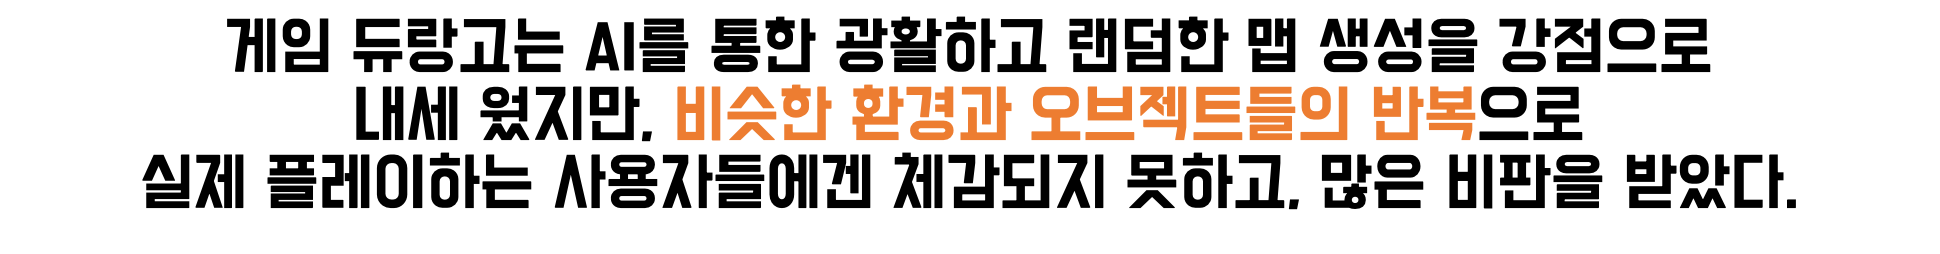 게임 듀랑고는 AI를 통한 광활하고 랜덤한 맵 생성을 강점으로
내세 웠지만, 비슷한 환경과 오브젝트들의 반복으로
실제 플레이하는 사용자들에겐 체감되지 못하고, 많은 비판을 받았다.